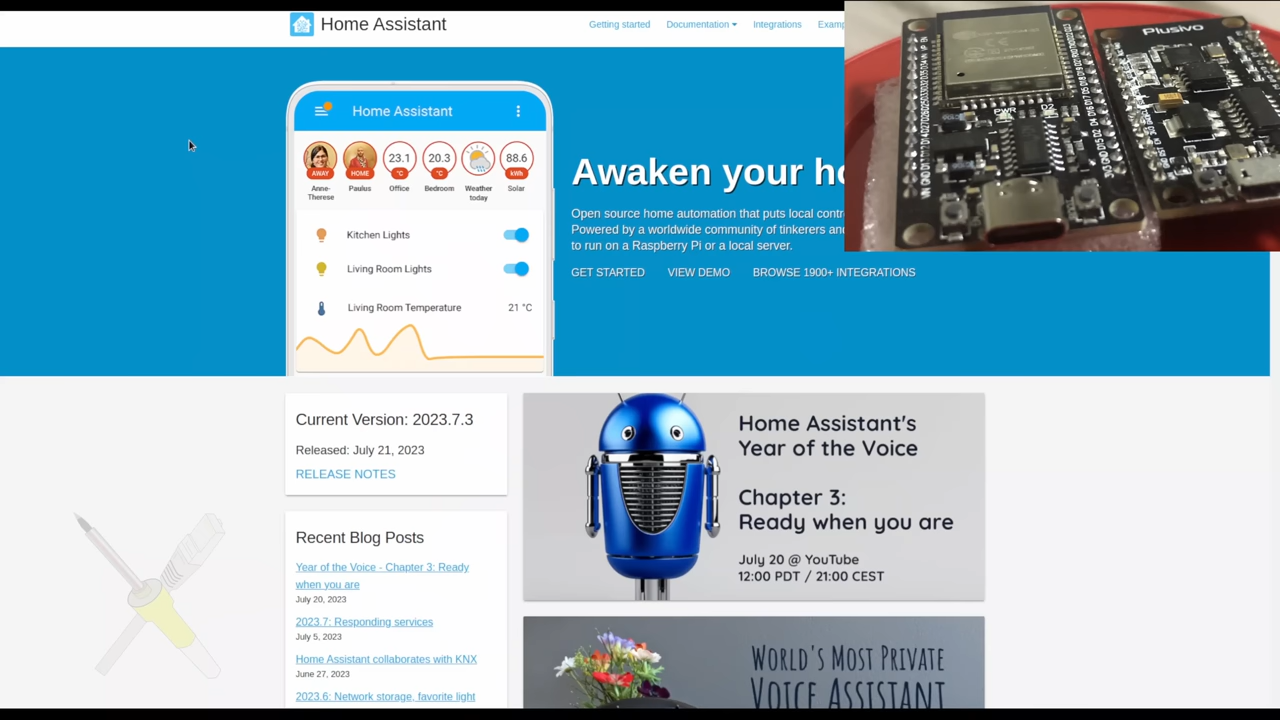 Home Assistant
Getting started
Documentation
Integrations
Examp
Home Assistant
AWAY
HOME
23.1
°C
20.3
°C
88.6
kWh
Anne-
Therese
Paulus
Office
Bedroom
Weather
today
Solar
Kitchen Lights
Living Room Lights
Living Room Temperature
21 °C
Awaken your ho
Open source home automation that puts local contr
Powered by a worldwide community of tinkerers an
to run on a Raspberry Pi or a local server.
GET STARTED
VIEW DEMO
BROWSE 1900+ INTEGRATIONS
Plusivo
PWR
D2
Current Version: 2023.7.3
Released: July 21, 2023
RELEASE NOTES
Recent Blog Posts
Year of the Voice - Chapter 3: Ready
when you are
July 20, 2023
2023.7: Responding services
July 5, 2023
Home Assistant collaborates with KNX
June 27, 2023
2023.6: Network storage, favorite light
Home Assistant's
Year of the Voice
Chapter 3:
Ready when you are
July 20 @ YouTube
12:00 PDT / 21:00 CEST
WORLD'S MOST PRIVATE
VOICE ASSISTANT